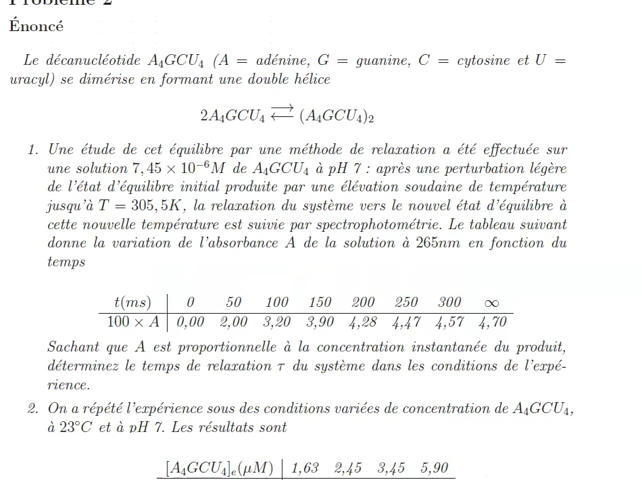 Problème 2
Énoncé
Le décanucléotide A₄GCU₄ (A = adénine, G = guanine, C = cytosine et U =
uracyl) se dimérise en formant une double hélice
2A₄GCU₄ ⇄ (A₄GCU₄)₂
1. Une étude de cet équilibre par une méthode de relaxation a été effectuée sur
une solution 7, 45 × 10⁻⁶M de A₄GCU₄ à pH 7 : après une perturbation légère
de l'état d'équilibre initial produite par une élévation soudaine de température
jusqu'à T = 305, 5K, la relaxation du système vers le nouvel état d'équilibre à
cette nouvelle température est suivie par spectrophotométrie. Le tableau suivant
donne la variation de l'absorbance A de la solution à 265nm en fonction du
temps
t(ms) 0 50 100 150 200 250 300 ∞
100 × A 0,00 2,00 3,20 3,90 4,28 4,47 4,57 4,70
Sachant que A est proportionnelle à la concentration instantanée du produit,
déterminez le temps de relaxation τ du système dans les conditions de l'expé-
rience.
2. On a répété l'expérience sous des conditions variées de concentration de A₄GCU₄,
à 23°C et à pH 7. Les résultats sont
[A₄GCU₄]ₑ(μM) 1,63 2,45 3,45 5,90